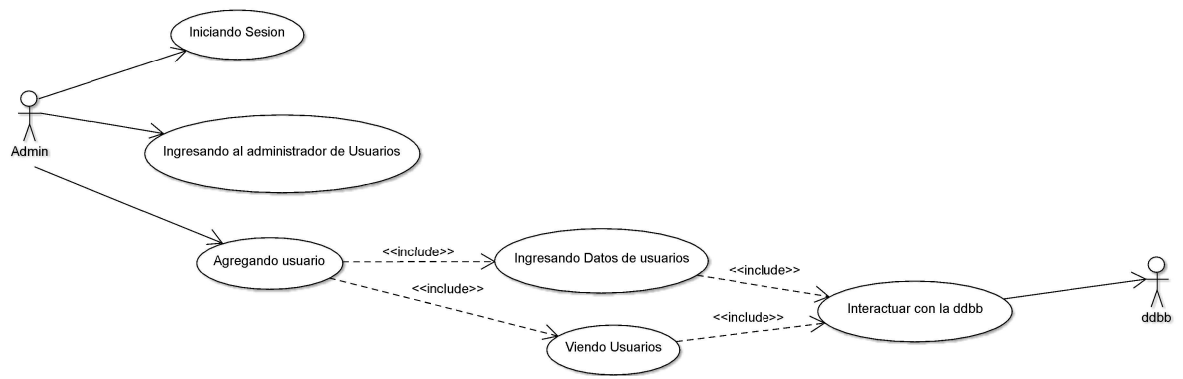 Iniciando Sesion
Admin
Ingresando al administrador de Usuarios
Agregando usuario
<<include>>
<<include>>
Ingresando Datos de usuarios
Viendo Usuarios
<<include>>
<<include>>
Interactuar con la ddbb
ddbb